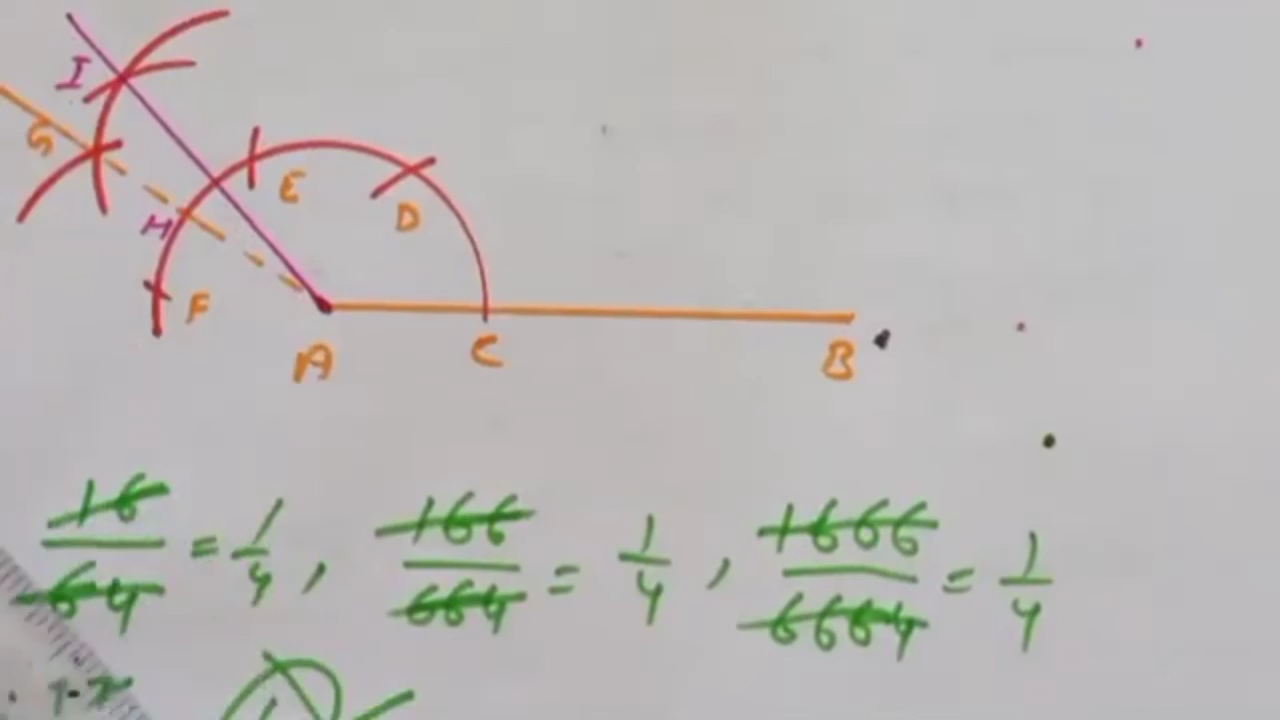 I
G
E
H
D
F
A C B
16/64 = 1/4 , 166/664 = 1/4 , 1666/6664 = 1/4